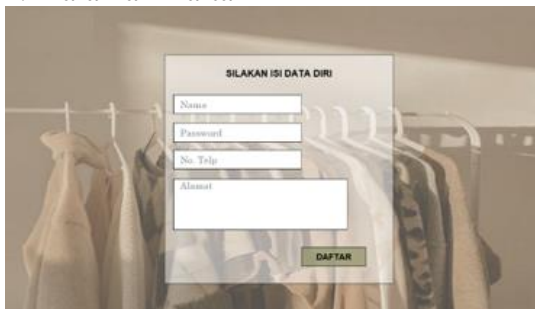 SILAKAN ISI DATA DIRI
Name
Password
No. Telp
Alamat
DAFTAR